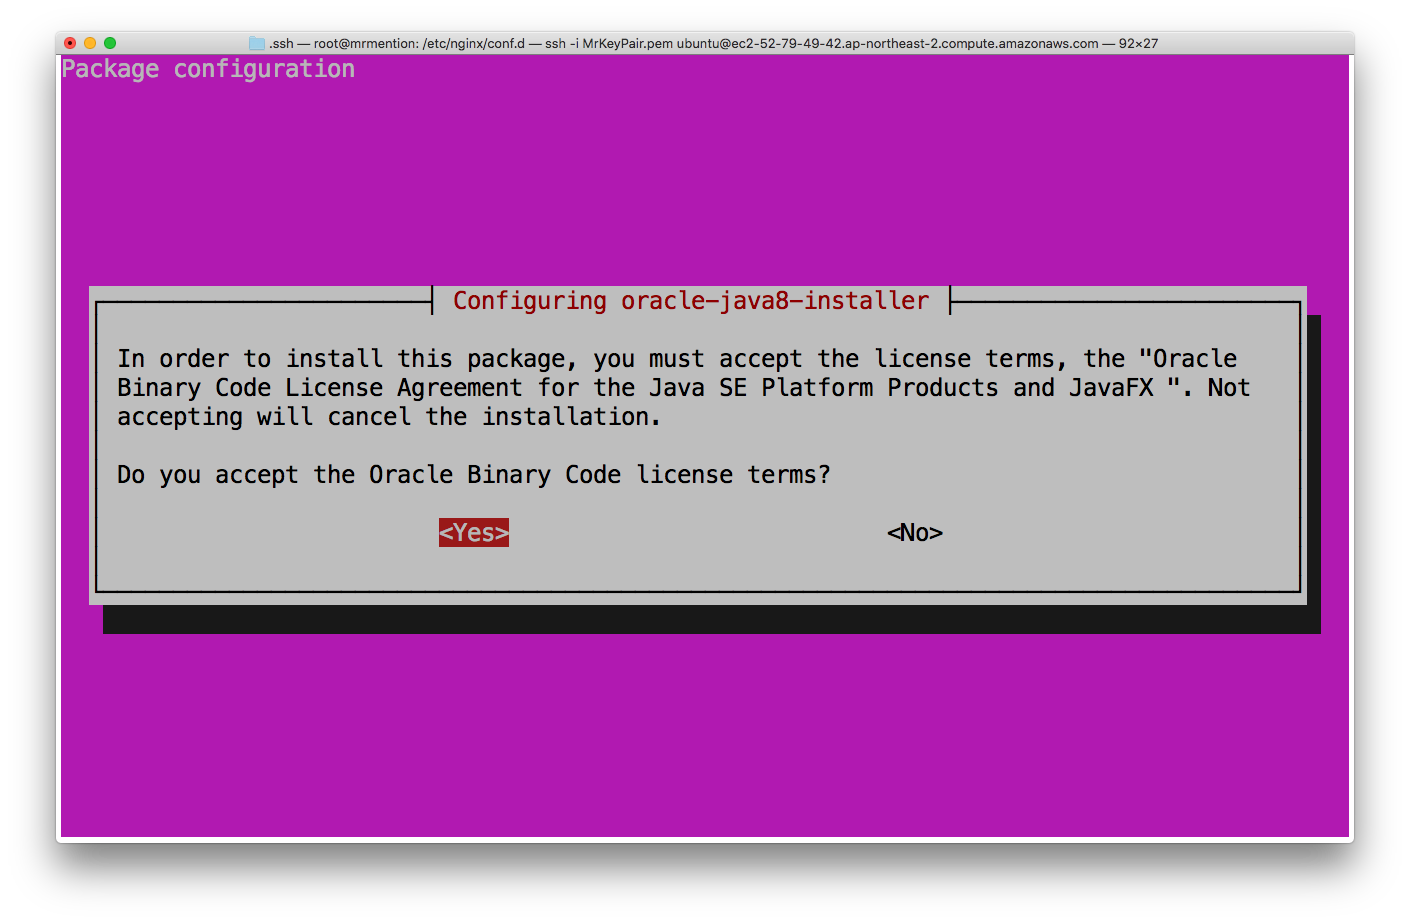 .ssh — root@mrmention: /etc/nginx/conf.d — ssh -i MrKeyPair.pem ubuntu@ec2-52-79-49-42.ap-northeast-2.compute.amazonaws.com — 92×27
Package configuration
Configuring oracle-java8-installer
In order to install this package, you must accept the license terms, the "Oracle
Binary Code License Agreement for the Java SE Platform Products and JavaFX ". Not
accepting will cancel the installation.
Do you accept the Oracle Binary Code license terms?
<Yes> <No>